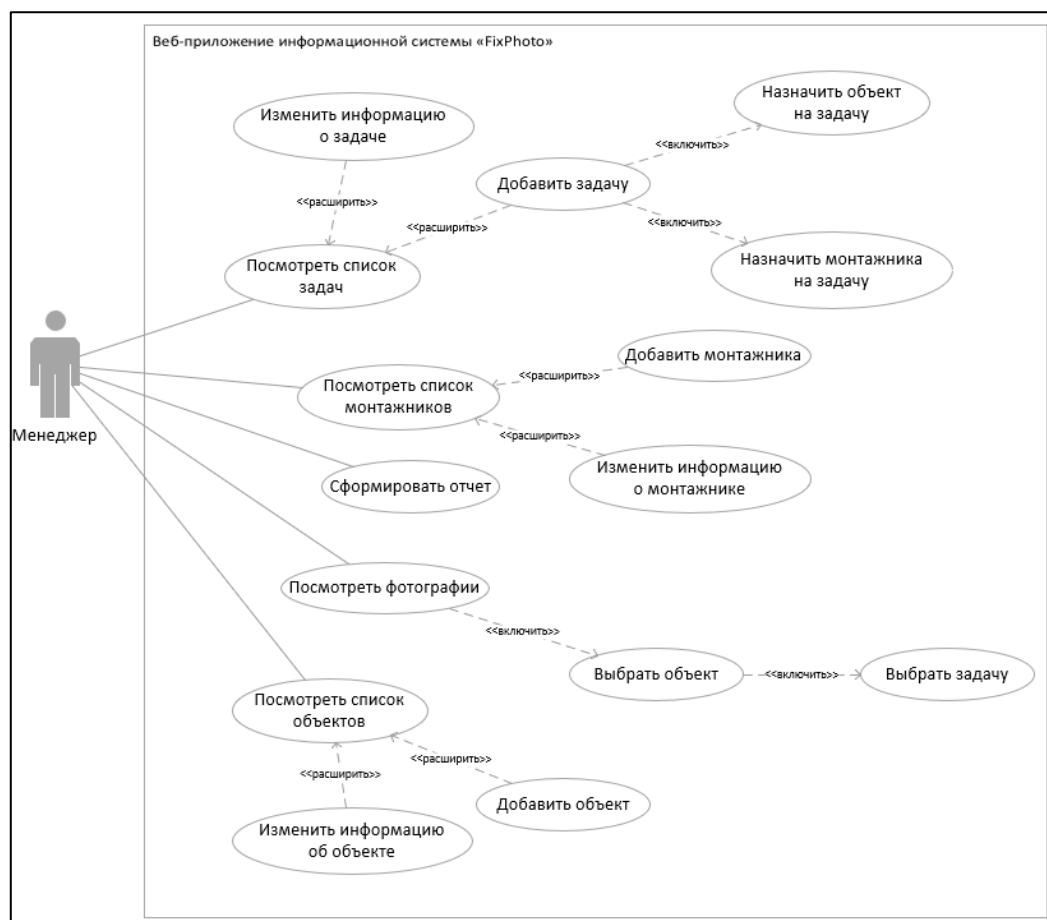 Веб-приложение информационной системы «FixPhoto»
Изменить информацию
о задаче
Назначить объект
на задачу
<<включить>>
Добавить задачу
<<расширить>>
<<расширить>>
<<включить>>
Посмотреть список
задач
Назначить монтажника
на задачу
Менеджер
Добавить монтажника
<<расширить>>
Посмотреть список
монтажников
<<расширить>>
Изменить информацию
о монтажнике
Сформировать отчет
Посмотреть фотографии
<<включить>>
Выбрать объект
<<включить>>
Выбрать задачу
Посмотреть список
объектов
<<расширить>>
<<расширить>>
Добавить объект
Изменить информацию
об объекте